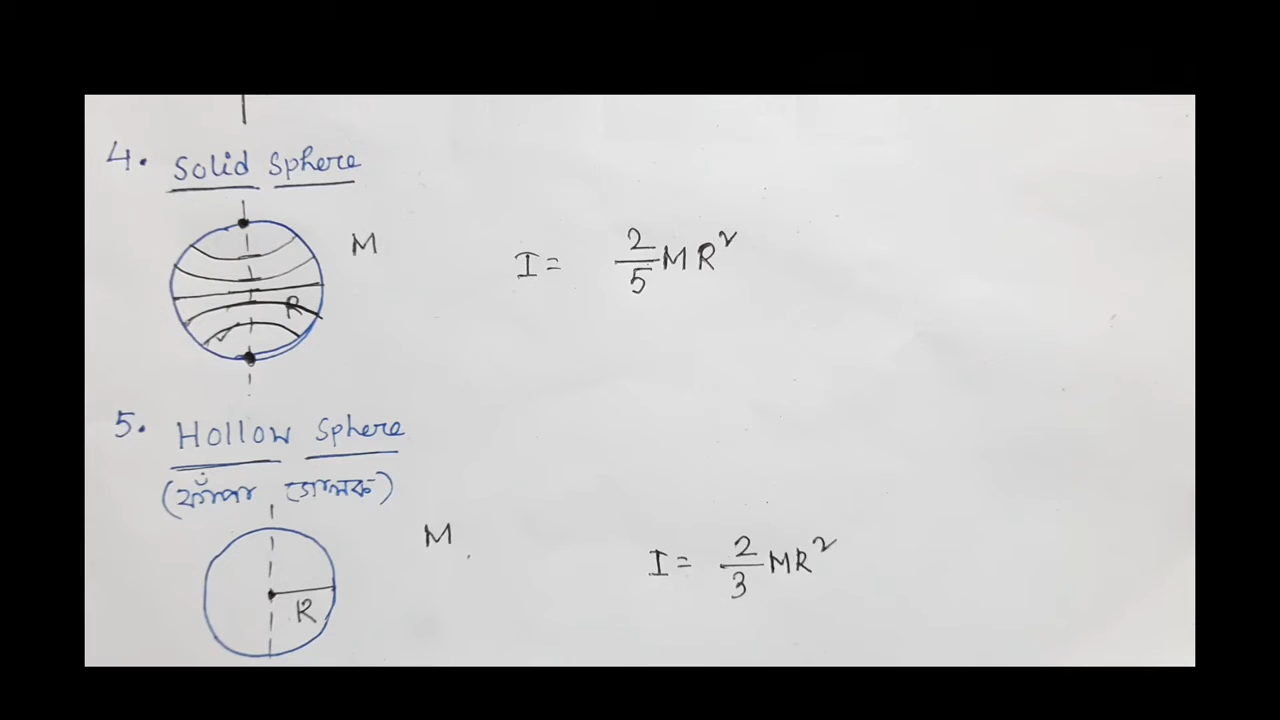 4. Solid Sphere
M
I = 2/5 MR²
R
5. Hollow Sphere
(ফাঁপা গোলক)
M
I = 2/3 MR²
R